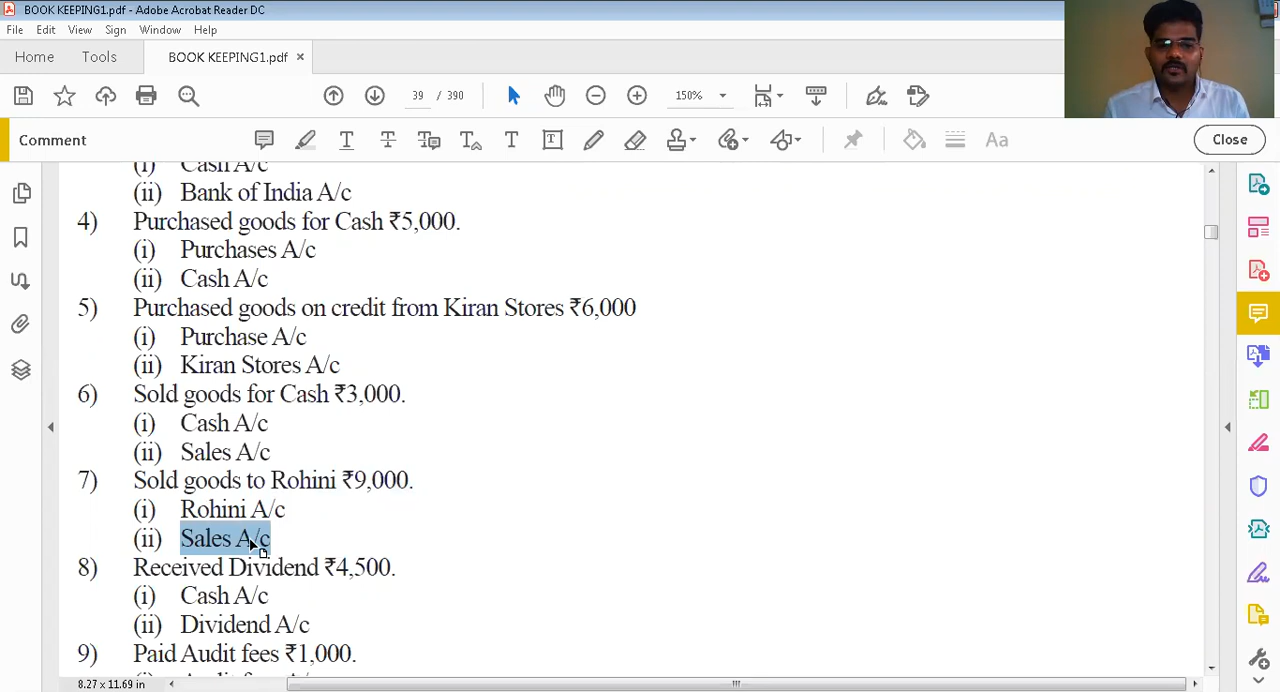 BOOK KEEPING1.pdf - Adobe Acrobat Reader DC
File Edit View Sign Window Help
Home Tools BOOK KEEPING1.pdf ×
39 / 390 150%
Comment Close
(i) Cash A/c
(ii) Bank of India A/c
4) Purchased goods for Cash ₹5,000.
(i) Purchases A/c
(ii) Cash A/c
5) Purchased goods on credit from Kiran Stores ₹6,000
(i) Purchase A/c
(ii) Kiran Stores A/c
6) Sold goods for Cash ₹3,000.
(i) Cash A/c
(ii) Sales A/c
7) Sold goods to Rohini ₹9,000.
(i) Rohini A/c
(ii) Sales A/c
8) Received Dividend ₹4,500.
(i) Cash A/c
(ii) Dividend A/c
9) Paid Audit fees ₹1,000.
8.27 x 11.69 in